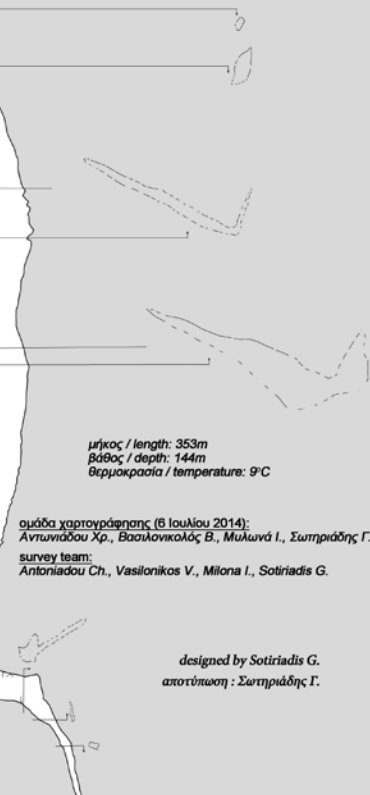 μήκος / length: 353m
βάθος / depth: 144m
θερμοκρασία / temperature: 9°C
ομάδα χαρτογράφησης (6 Ιουλίου 2014):
Αντωνιάδου Χρ., Βασιλονικολός Β., Μυλωνά Ι., Σωτηριάδης Γ.
survey team:
Antoniadou Ch., Vasilonikos V., Milona I., Sotiriadis G.
designed by Sotiriadis G.
αποτύπωση : Σωτηριάδης Γ.